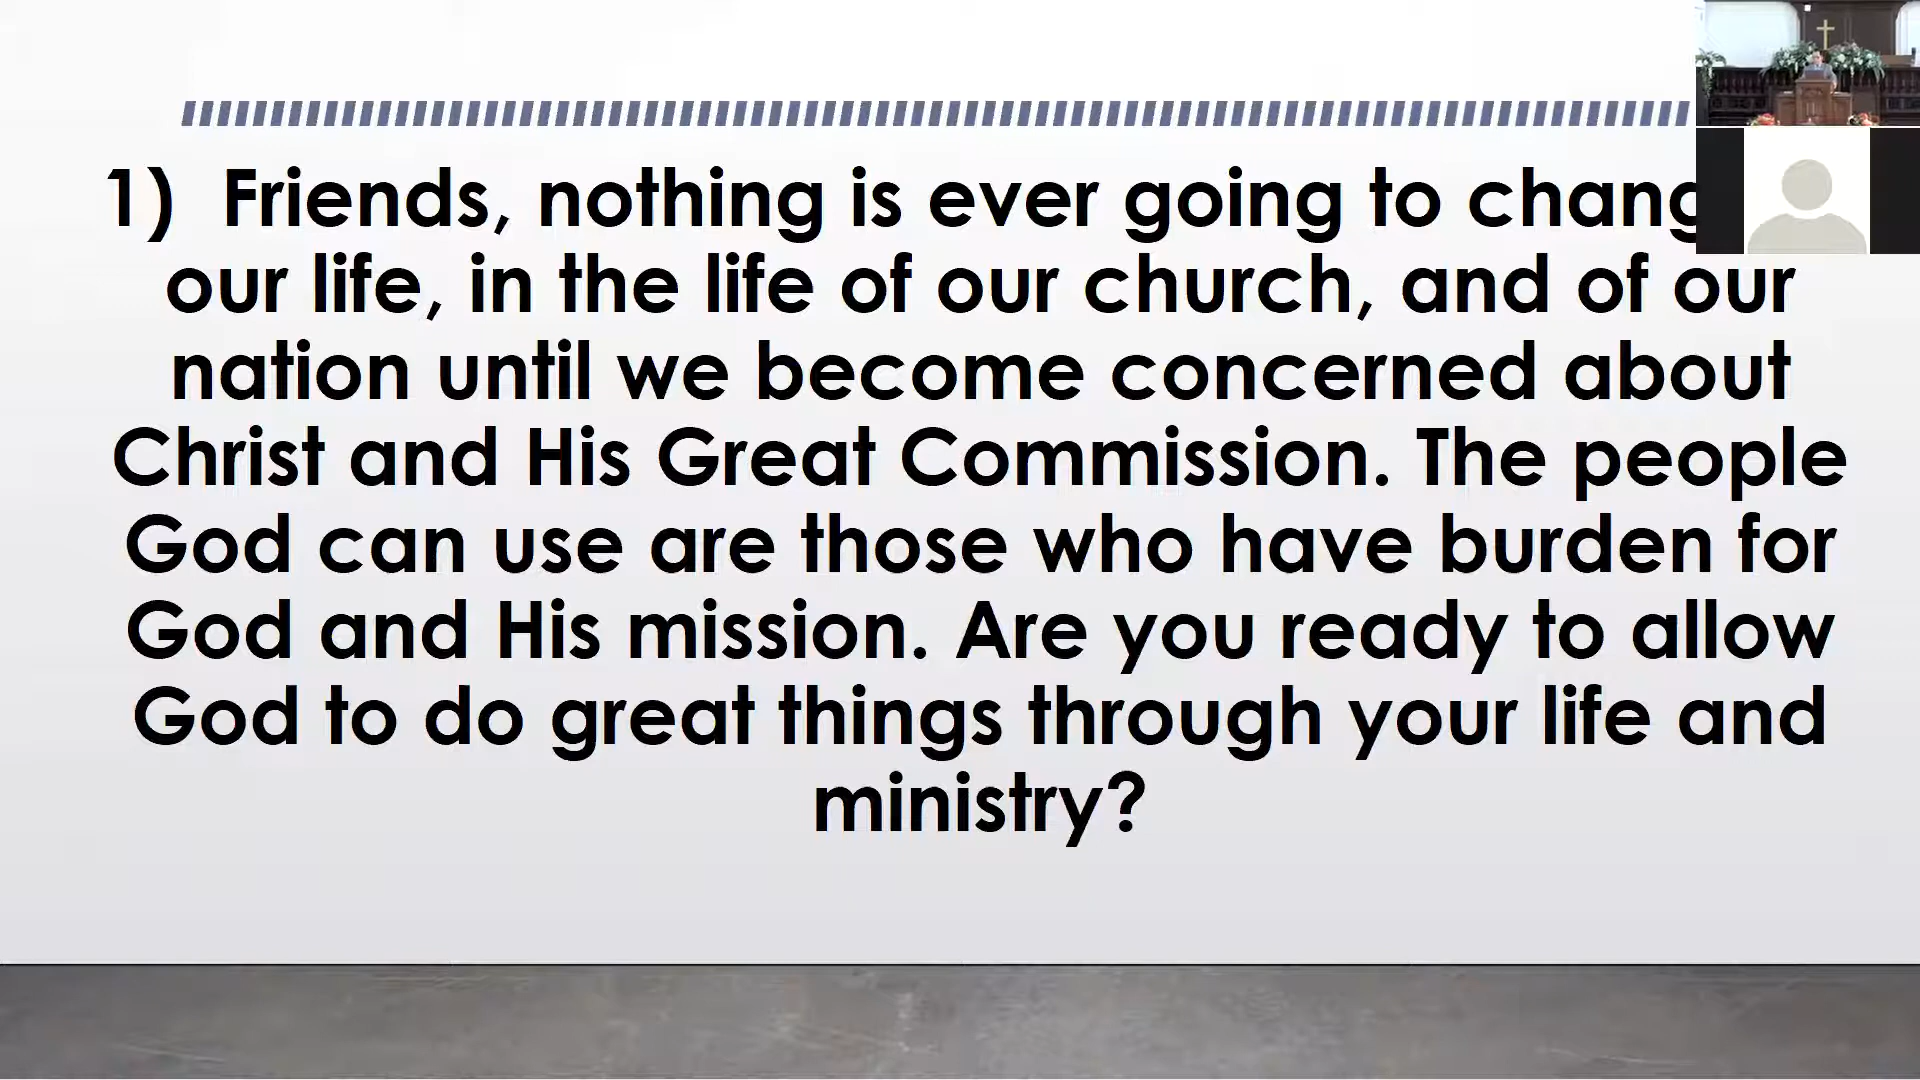 1) Friends, nothing is ever going to
our life, in the life of our church, and of our
nation until we become concerned about
Christ and His Great Commission. The people
God can use are those who have burden for
God and His mission. Are you ready to allow
God to do great things through your life and
ministry?